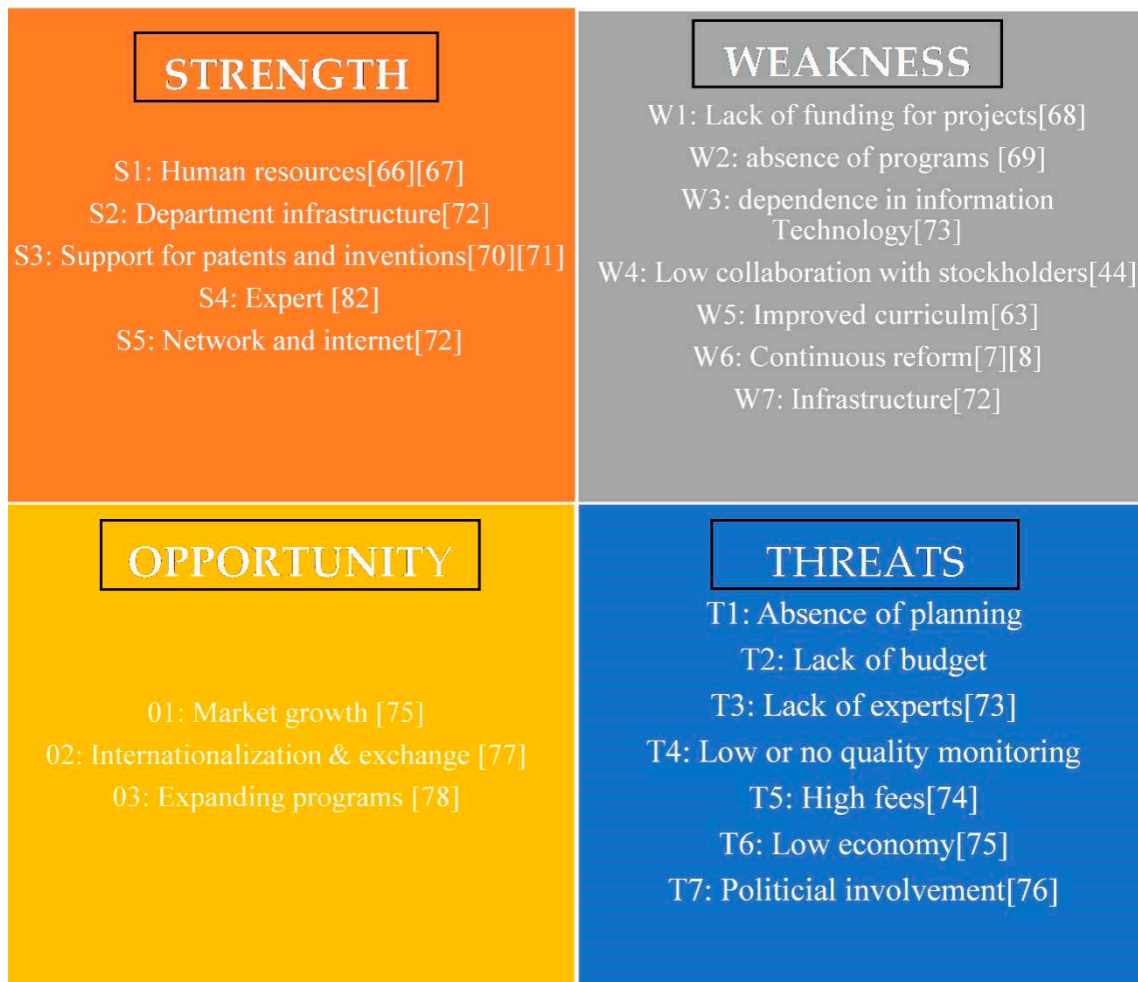 STRENGTH
S1: Human resources[66][67]
S2: Department infrastructure[72]
S3: Support for patents and inventions[70][71]
S4: Expert [82]
S5: Network and internet[72]
WEAKNESS
W1: Lack of funding for projects[68]
W2: absence of programs [69]
W3: dependence in information
Technology[73]
W4: Low collaboration with stockholders[44]
W5: Improved curriculm[63]
W6: Continuous reform[7][8]
W7: Infrastructure[72]
OPPORTUNITY
01: Market growth [75]
02: Internationalization & exchange [77]
03: Expanding programs [78]
THREATS
T1: Absence of planning
T2: Lack of budget
T3: Lack of experts[73]
T4: Low or no quality monitoring
T5: High fees[74]
T6: Low economy[75]
T7: Politicial involvement[76]